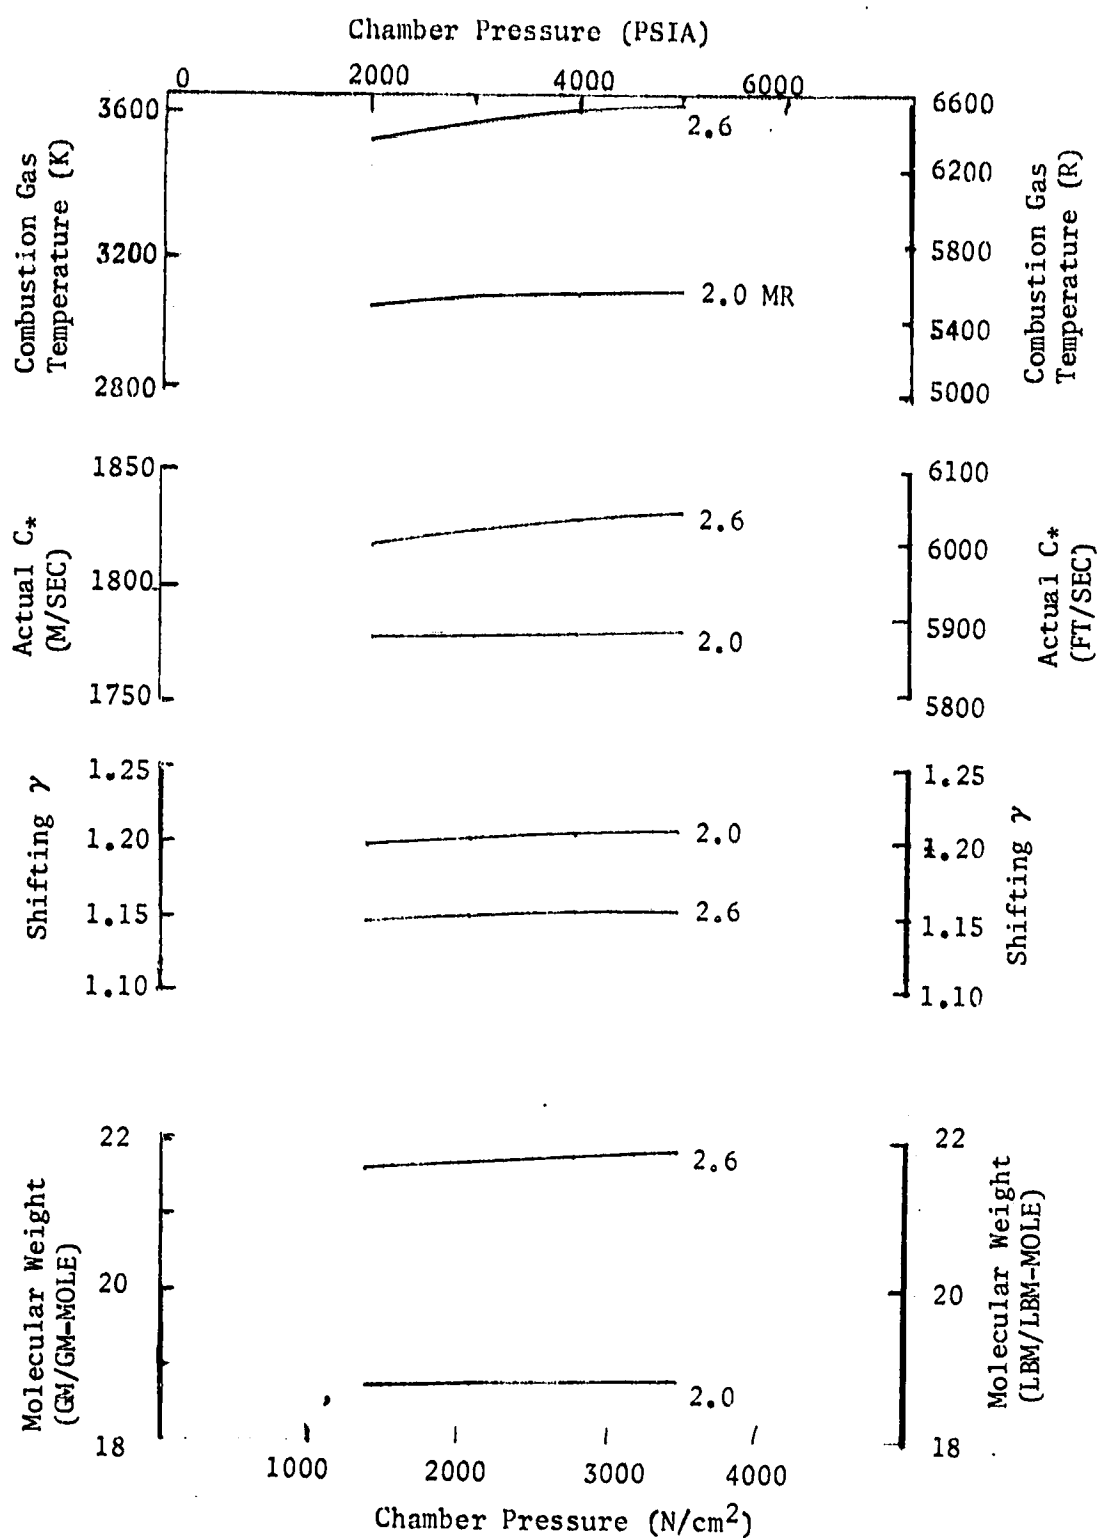 Chamber Pressure (PSIA)
0 2000 4000 6000
Combustion Gas
Temperature (K)
3600
3200
2800
2.6
2.0 MR
6600
6200
5800
5400
5000
Combustion Gas
Temperature (R)
Actual C*
(M/SEC)
1850
1800
1750
2.6
2.0
6100
6000
5900
5800
Actual C*
(FT/SEC)
Shifting γ
1.25
1.20
1.15
1.10
2.0
2.6
1.25
1.20
1.15
1.10
Shifting γ
Molecular Weight
(GM/GM-MOLE)
22
20
18
2.6
2.0
22
20
18
Molecular Weight
(LBM/LBM-MOLE)
1000 2000 3000 4000
Chamber Pressure (N/cm²)